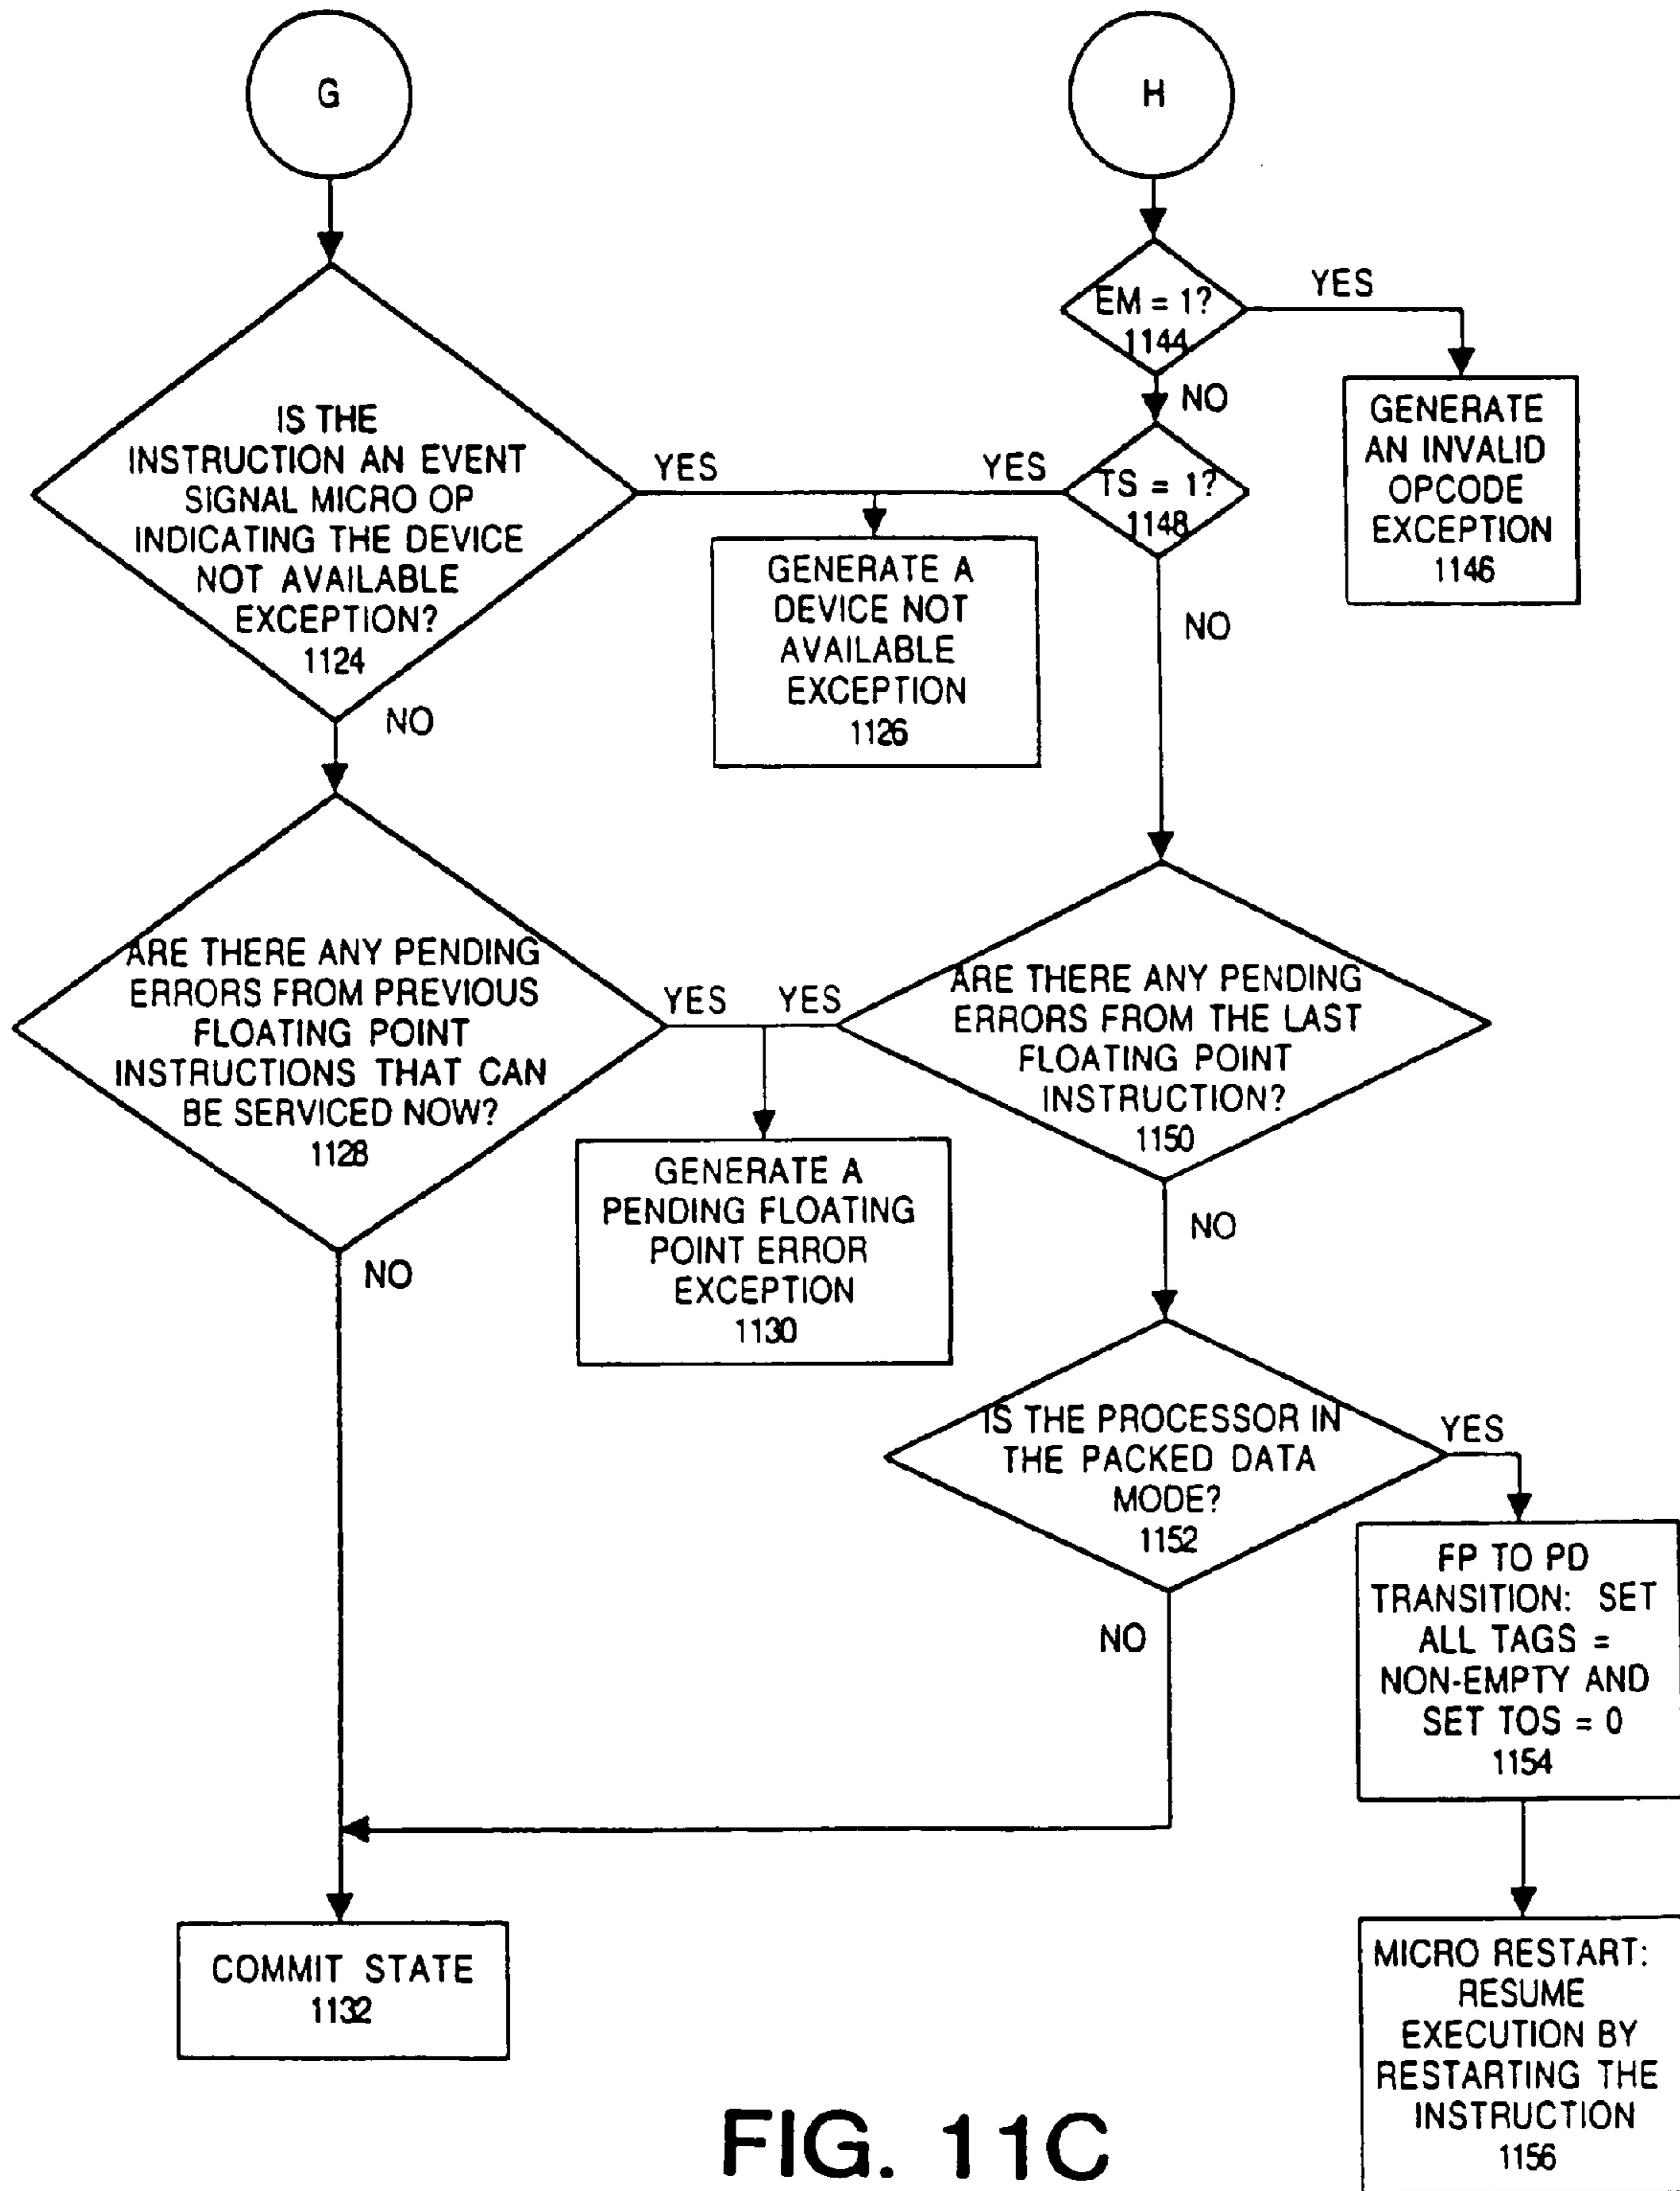 G
H
EM = 1?
1144
YES
NO
GENERATE
AN INVALID
OPCODE
EXCEPTION
1146
IS THE
INSTRUCTION AN EVENT
SIGNAL MICRO OP
INDICATING THE DEVICE
NOT AVAILABLE
EXCEPTION?
1124
YES
YES
TS = 1?
1148
NO
GENERATE A
DEVICE NOT
AVAILABLE
EXCEPTION
1126
NO
ARE THERE ANY PENDING
ERRORS FROM PREVIOUS
FLOATING POINT
INSTRUCTIONS THAT CAN
BE SERVICED NOW?
1128
YES
YES
ARE THERE ANY PENDING
ERRORS FROM THE LAST
FLOATING POINT
INSTRUCTION?
1150
GENERATE A
PENDING FLOATING
POINT ERROR
EXCEPTION
1130
NO
NO
IS THE PROCESSOR IN
THE PACKED DATA
MODE?
1152
YES
NO
FP TO PD
TRANSITION: SET
ALL TAGS =
NON-EMPTY AND
SET TOS = 0
1154
COMMIT STATE
1132
MICRO RESTART:
RESUME
EXECUTION BY
RESTARTING THE
INSTRUCTION
1156
FIG. 11C